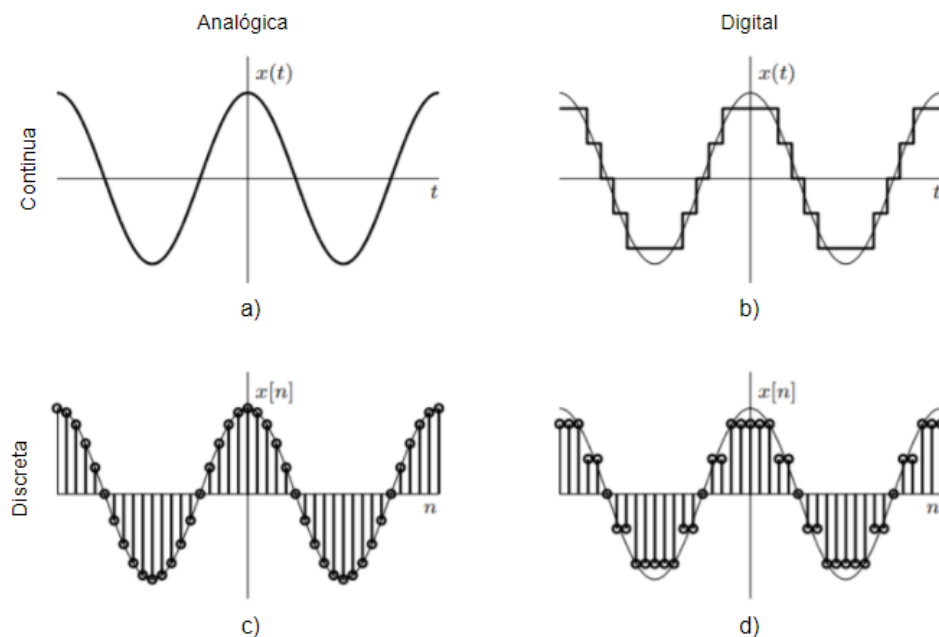 Analógica
Digital
Continua
x(t)
t
a)
x(t)
t
b)
Discreta
x[n]
n
c)
x[n]
n
d)